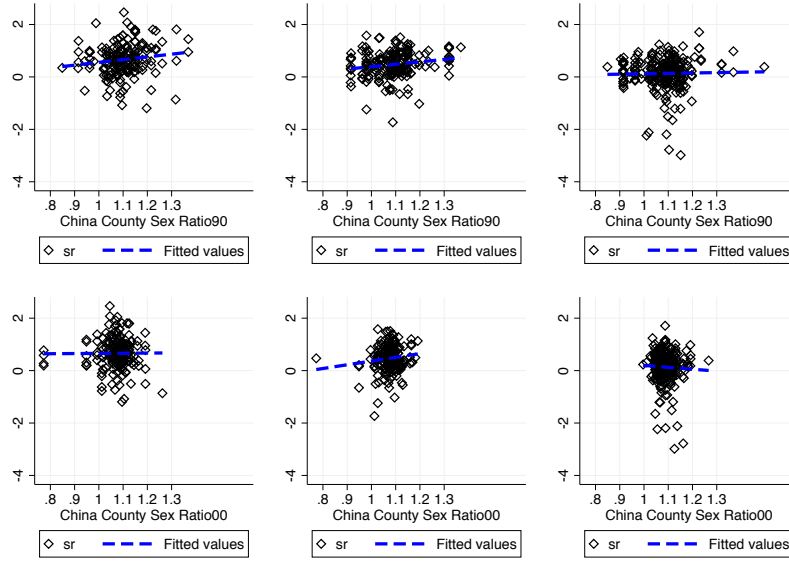 2
0
-2
-4
.8 .9 1 1.1 1.2 1.3
China County Sex Ratio90
sr Fitted values
2
0
-2
-4
.8 .9 1 1.1 1.2 1.3
China County Sex Ratio90
sr Fitted values
2
0
-2
-4
.8 .9 1 1.1 1.2 1.3
China County Sex Ratio90
sr Fitted values
2
0
-2
-4
.8 .9 1 1.1 1.2 1.3
China County Sex Ratio00
sr Fitted values
2
0
-2
-4
.8 .9 1 1.1 1.2 1.3
China County Sex Ratio00
sr Fitted values
2
0
-2
-4
.8 .9 1 1.1 1.2 1.3
China County Sex Ratio00
sr Fitted values